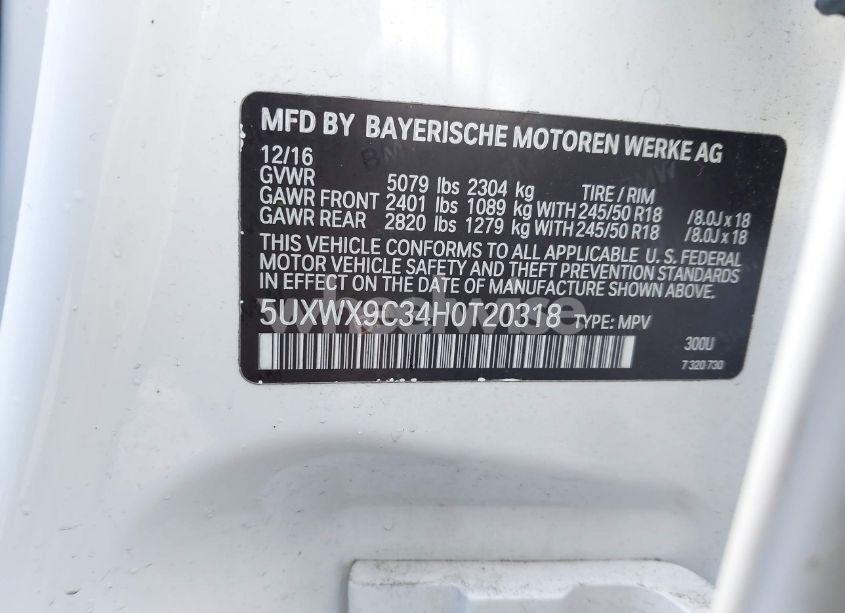 MFD BY BAYERISCHE MOTOREN WERKE AG
12/16
GVWR 5079 lbs 2304 kg TIRE / RIM
GAWR FRONT 2401 lbs 1089 kg WITH 245/50 R18 /8.0J x 18
GAWR REAR 2820 lbs 1279 kg WITH 245/50 R18 /8.0J x 18
THIS VEHICLE CONFORMS TO ALL APPLICABLE U. S. FEDERAL
MOTOR VEHICLE SAFETY AND THEFT PREVENTION STANDARDS
IN EFFECT ON THE DATE OF MANUFACTURE SHOWN ABOVE.
5UXWX9C34H0T20318 TYPE: MPV
300U
7 320 730